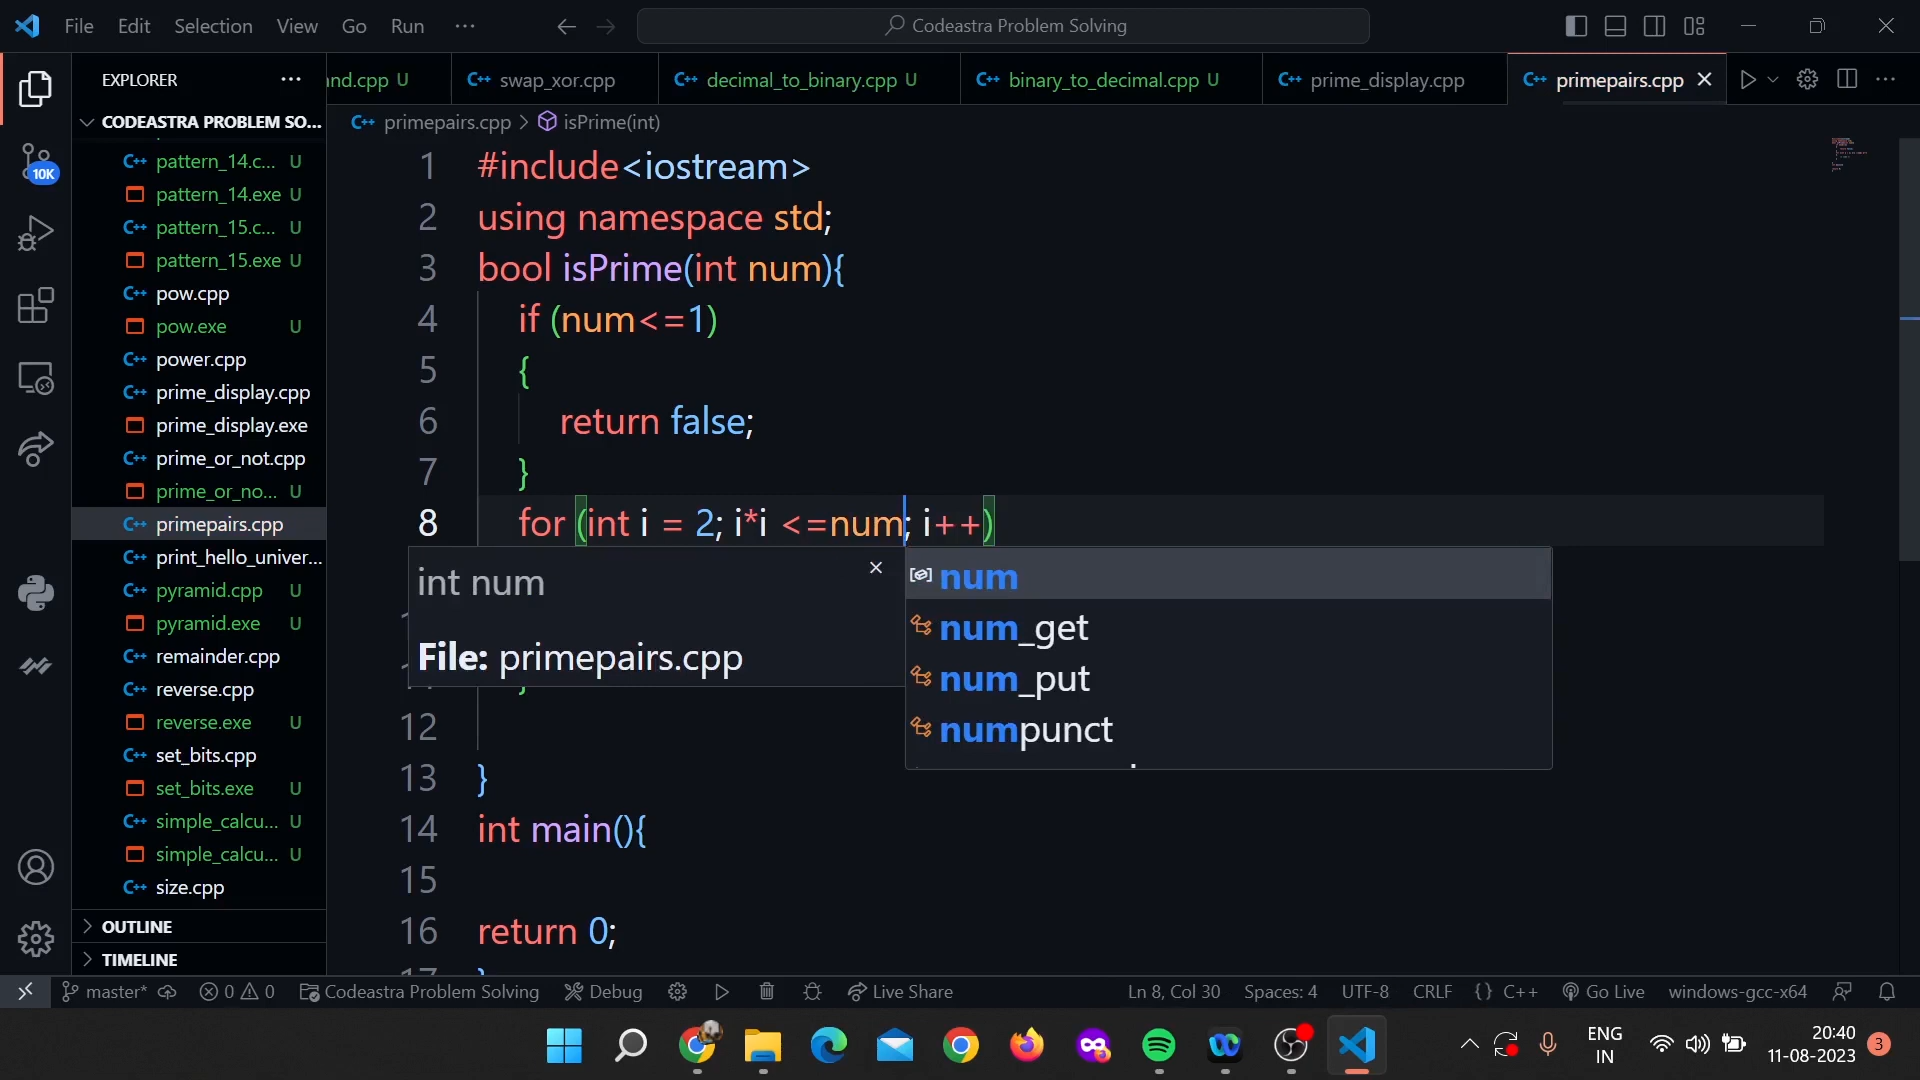 File Edit Selection View Go Run ...
Codeastra Problem Solving
EXPLORER ...
nd.cpp U
C++ swap_xor.cpp
C++ decimal_to_binary.cpp U
C++ binary_to_decimal.cpp U
C++ prime_display.cpp
C++ primepairs.cpp
CODEASTRA PROBLEM SO...
C++ primepairs.cpp > isPrime(int)
C++ pattern_14.c... U
pattern_14.exe U
C++ pattern_15.c... U
pattern_15.exe U
C++ pow.cpp
pow.exe U
C++ power.cpp
C++ prime_display.cpp
prime_display.exe
C++ prime_or_not.cpp
prime_or_no... U
C++ primepairs.cpp
C++ print_hello_univer...
C++ pyramid.cpp U
pyramid.exe U
C++ remainder.cpp
C++ reverse.cpp
reverse.exe U
C++ set_bits.cpp
set_bits.exe U
C++ simple_calcu... U
simple_calcu... U
C++ size.cpp
OUTLINE
TIMELINE
10K
1 #include<iostream>
2 using namespace std;
3 bool isPrime(int num){
4 if (num<=1)
5 {
6 return false;
7 }
8 for (int i = 2; i*i <=num; i++)
int num
File: primepairs.cpp
num
num_get
num_put
numpunct
12
13 }
14 int main(){
15
16 return 0;
17 }
master* 0 0 Codeastra Problem Solving Debug Live Share
Ln 8, Col 30 Spaces: 4 UTF-8 CRLF {} C++ Go Live windows-gcc-x64
ENG
IN
20:40
11-08-2023
3